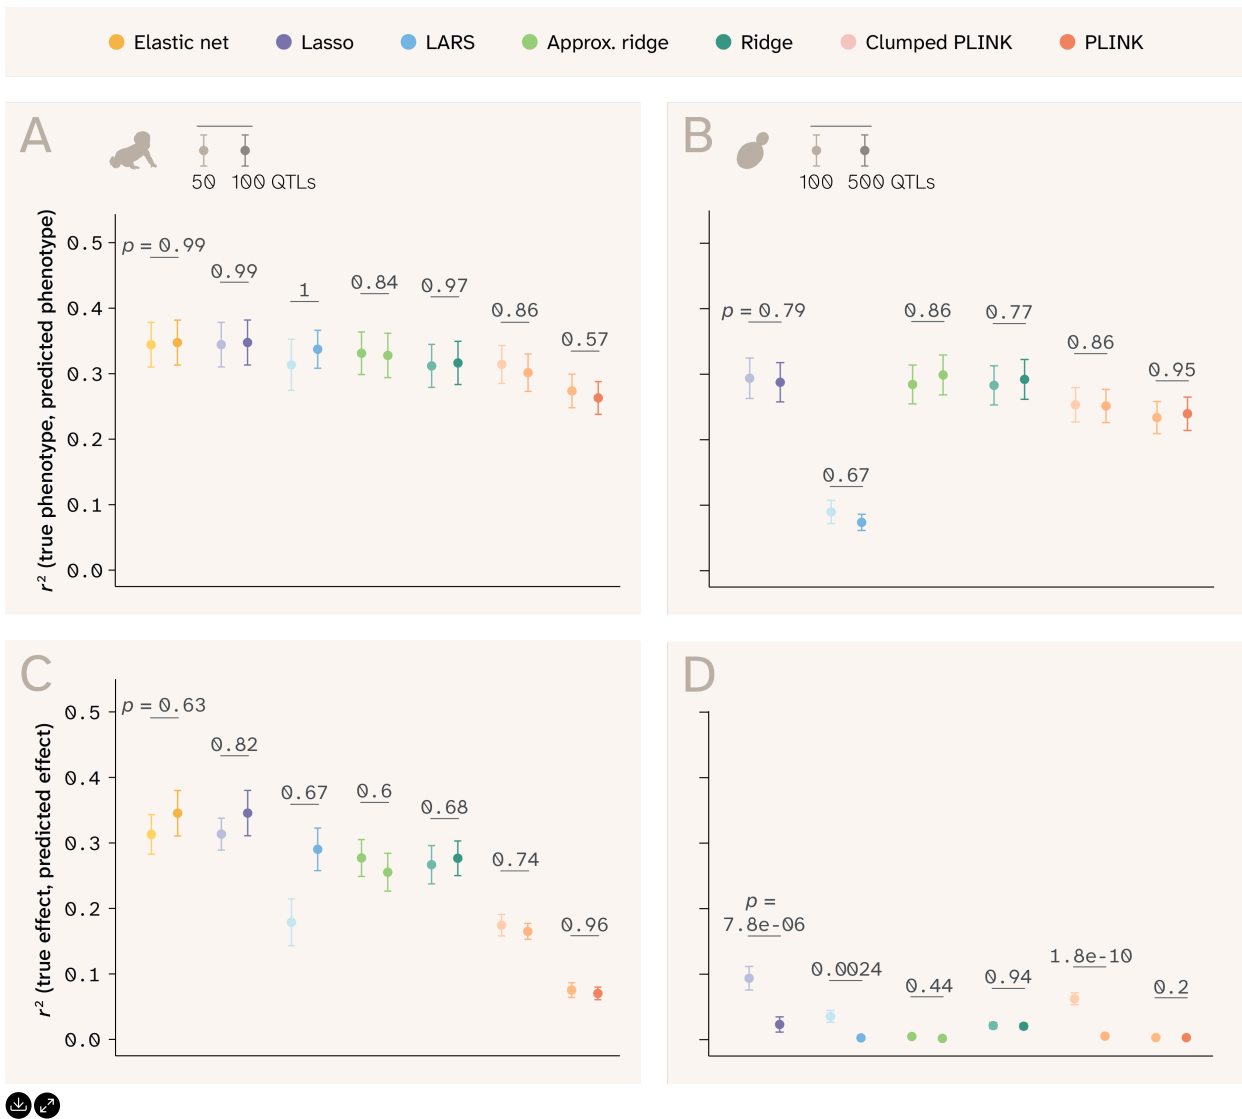 Elastic net Lasso LARS Approx. ridge Ridge Clumped PLINK PLINK
A
50 100 QTLs
r² (true phenotype, predicted phenotype)
0.5
0.4
0.3
0.2
0.1
0.0
p = 0.99
0.99
1
0.84
0.97
0.86
0.57
B
100 500 QTLs
p = 0.79
0.67
0.86
0.77
0.86
0.95
C
r² (true effect, predicted effect)
0.5
0.4
0.3
0.2
0.1
0.0
p = 0.63
0.82
0.67
0.6
0.68
0.74
0.96
D
p =
7.8e-06
0.0024
0.44
0.94
1.8e-10
0.2